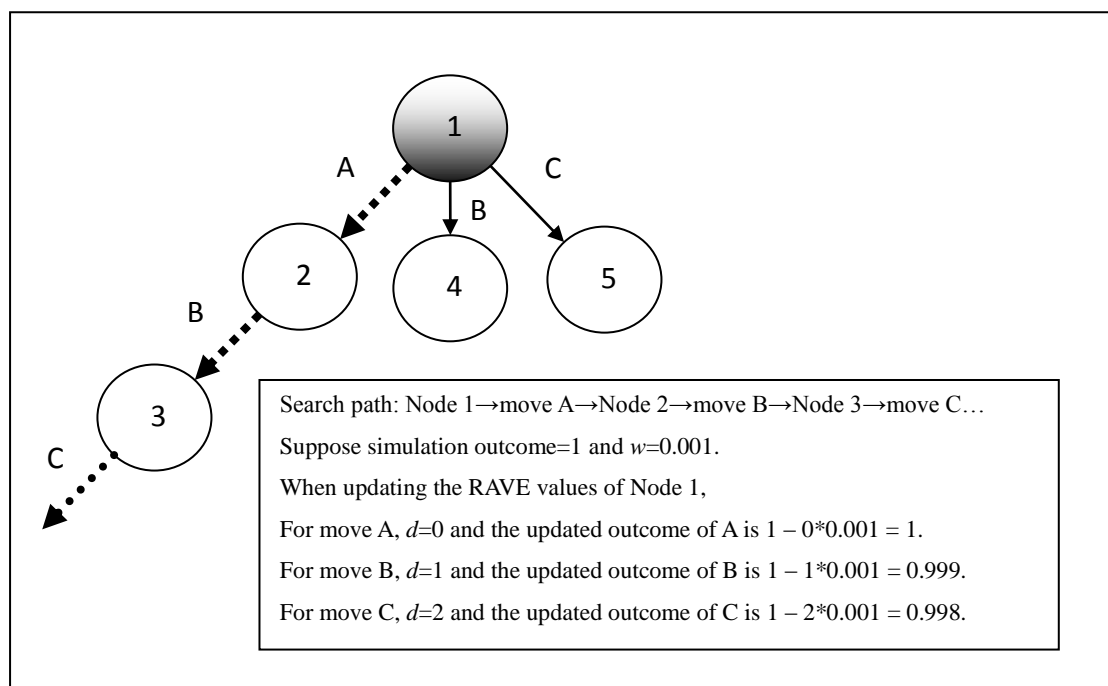 1
A
C
B
2
4
5
B
3
C
Search path: Node 1→move A→Node 2→move B→Node 3→move C…
Suppose simulation outcome=1 and w=0.001.
When updating the RAVE values of Node 1,
For move A, d=0 and the updated outcome of A is 1 – 0*0.001 = 1.
For move B, d=1 and the updated outcome of B is 1 – 1*0.001 = 0.999.
For move C, d=2 and the updated outcome of C is 1 – 2*0.001 = 0.998.